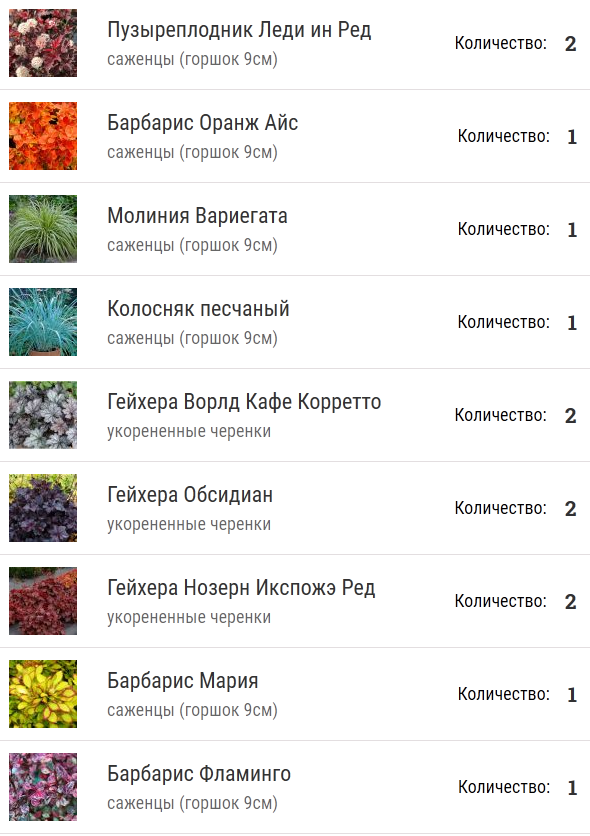 Пузыреплодник Леди ин Ред
саженцы (горшок 9см)
Количество: 2
Барбарис Оранж Айс
саженцы (горшок 9см)
Количество: 1
Молиния Вариегата
саженцы (горшок 9см)
Количество: 1
Колосняк песчаный
саженцы (горшок 9см)
Количество: 1
Гейхера Ворлд Кафе Корретто
укорененные черенки
Количество: 2
Гейхера Обсидиан
укорененные черенки
Количество: 2
Гейхера Нозерн Икспожэ Ред
укорененные черенки
Количество: 2
Барбарис Мария
саженцы (горшок 9см)
Количество: 1
Барбарис Фламинго
саженцы (горшок 9см)
Количество: 1